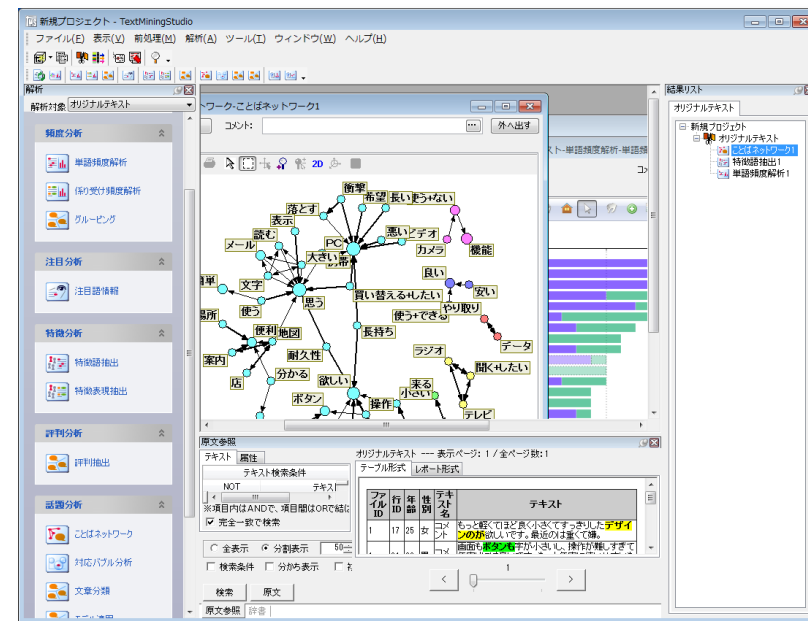 新規プロジェクト - TextMiningStudio
ファイル(F) 表示(V) 前処理(M) 解析(A) ツール(T) ウィンドウ(W) ヘルプ(H)
解析
解析対象 オリジナルテキスト
頻度分析
単語頻度解析
係り受け頻度解析
グルーピング
注目分析
注目語情報
特徴分析
特徴語抽出
特徴表現抽出
評判分析
評判抽出
話題分析
ことばネットワーク
対応バブル分析
文章分類
ワーク-ことばネットワーク1
コメント:
外へ出す
2D
衝撃
希望
長い
使う+ない
落とす
表示
読む
メール
PC
大きい
悪い
ビデオ
カメラ
機能
文字
使う
思う
買い替える+したい
良い
安い
やり取り
使う+できる
データ
便利
地図
案内
店
耐久性
分かる
欲しい
ボタン
操作
長持ち
来る
小さい
ラジオ
聞く+したい
テレビ
スト-単語頻度解析-単語頻
原文参照
テキスト 属性
テキスト検索条件
NOT テキスト
※項目内はANDで、項目間はORで結
完全一致で検索
全表示 分割表示 50
検索条件 分かち表示
検索 原文
原文参照 辞書
オリジナルテキスト --- 表示ページ: 1 / 全ページ数:1
テーブル形式 レポート形式
ファイルID 行ID 年齢 性別 テキスト名 テキスト
1 17 25 女 コメント もっと軽くてほど良く小さくてすっきりしたデザインのが欲しいです。最近のは重くて嫌。
画面もボタンも字が小さいし、操作が難しすぎて
1
結果リスト
オリジナルテキスト
新規プロジェクト
オリジナルテキスト
ことばネットワーク1
特徴語抽出1
単語頻度解析1